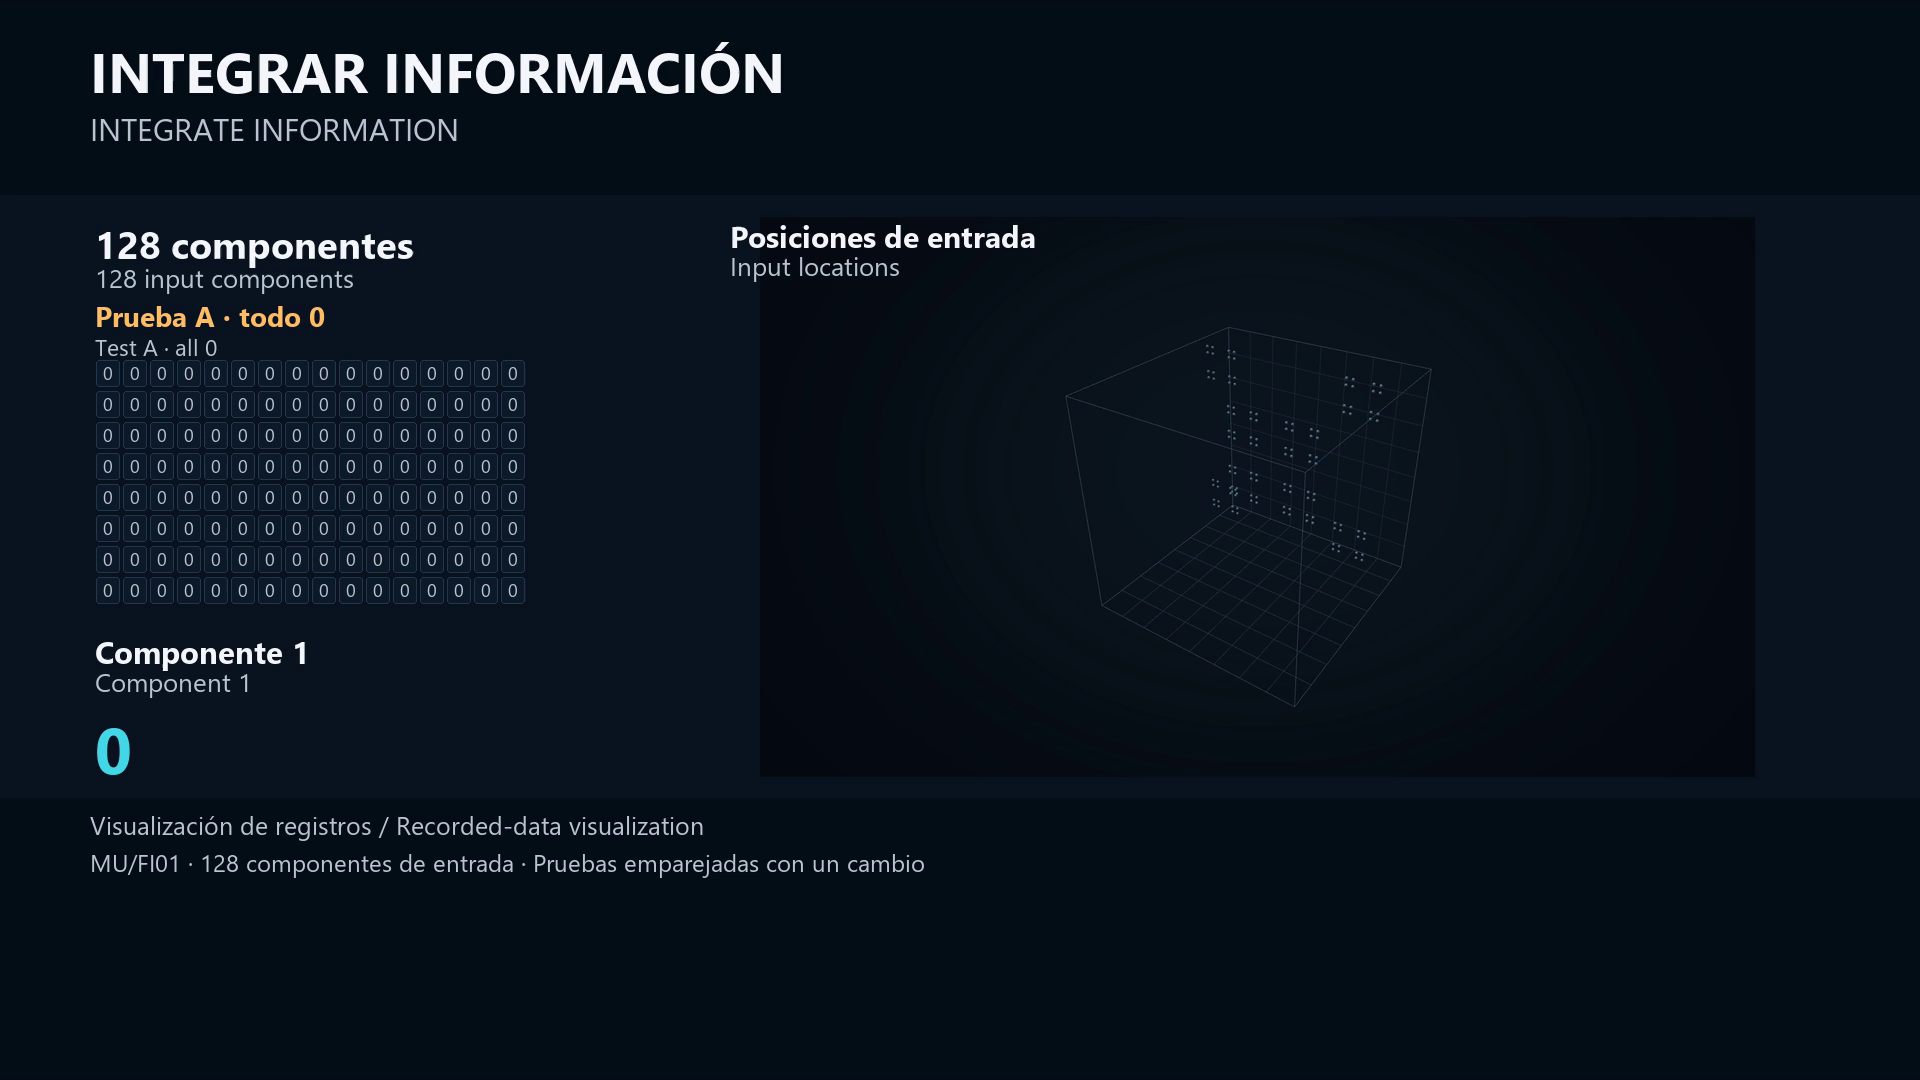 INTEGRAR INFORMACIÓN
INTEGRATE INFORMATION
128 componentes
128 input components
Prueba A · todo 0
Test A · all 0
0 0 0 0 0 0 0 0 0 0 0 0 0 0 0 0
0 0 0 0 0 0 0 0 0 0 0 0 0 0 0 0
0 0 0 0 0 0 0 0 0 0 0 0 0 0 0 0
0 0 0 0 0 0 0 0 0 0 0 0 0 0 0 0
0 0 0 0 0 0 0 0 0 0 0 0 0 0 0 0
0 0 0 0 0 0 0 0 0 0 0 0 0 0 0 0
0 0 0 0 0 0 0 0 0 0 0 0 0 0 0 0
0 0 0 0 0 0 0 0 0 0 0 0 0 0 0 0
Componente 1
Component 1
0
Posiciones de entrada
Input locations
Visualización de registros / Recorded-data visualization
MU/FI01 · 128 componentes de entrada · Pruebas emparejadas con un cambio